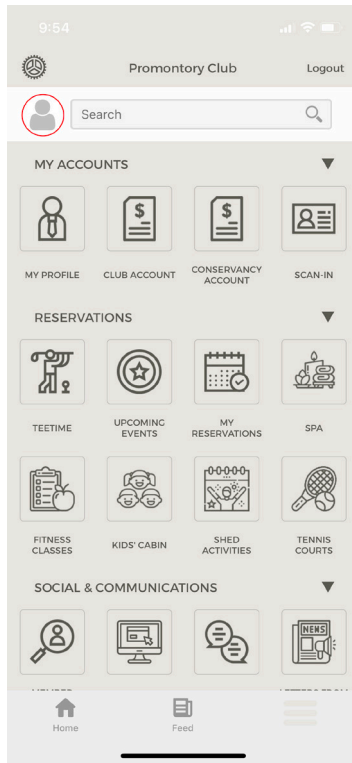 9:54
Promontory Club
Logout
Search
MY ACCOUNTS
$
$
MY PROFILE
CLUB ACCOUNT
CONSERVANCY
ACCOUNT
SCAN-IN
RESERVATIONS
TEETIME
UPCOMING
EVENTS
MY
RESERVATIONS
SPA
FITNESS
CLASSES
KIDS' CABIN
SHED
ACTIVITIES
TENNIS
COURTS
SOCIAL & COMMUNICATIONS
NEWS
Home
Feed